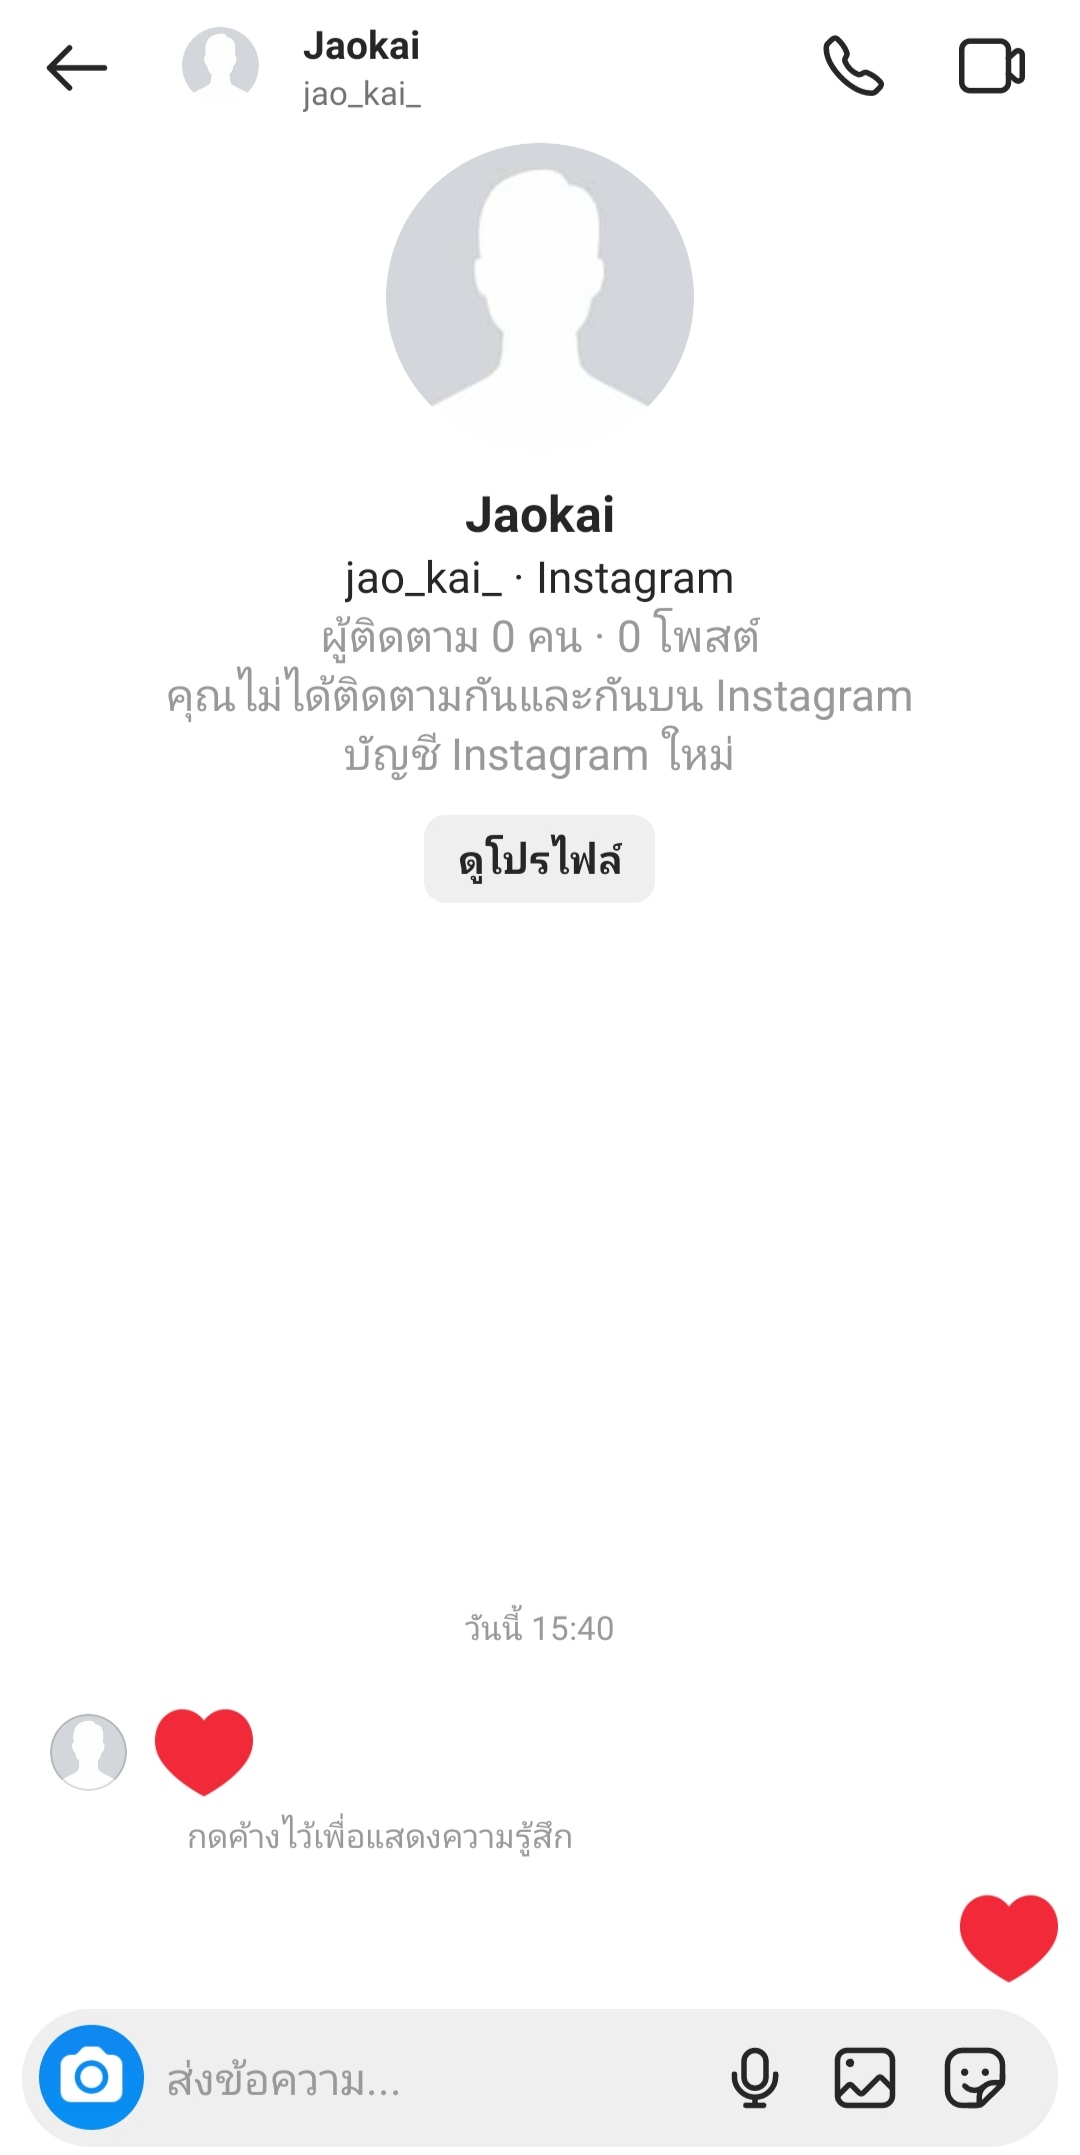 Jaokai
jao_kai_
Jaokai
jao_kai_ · Instagram
ผู้ติดตาม 0 คน · 0 โพสต์
คุณไม่ได้ติดตามกันและกันบน Instagram
บัญชี Instagram ใหม่
ดูโปรไฟล์
วันนี้ 15:40
กดค้างไว้เพื่อแสดงความรู้สึก
ส่งข้อความ...